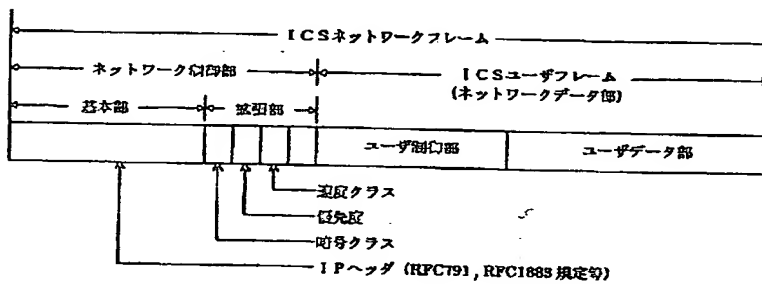 ICSネットワークフレーム
ネットワーク制御部
ICSユーザフレーム
(ネットワークデータ部)
基本部
拡張部
ユーザ制御部
ユーザデータ部
速度クラス
優先度
暗号クラス
IPヘッダ (RFC791, RFC1883 規定等)